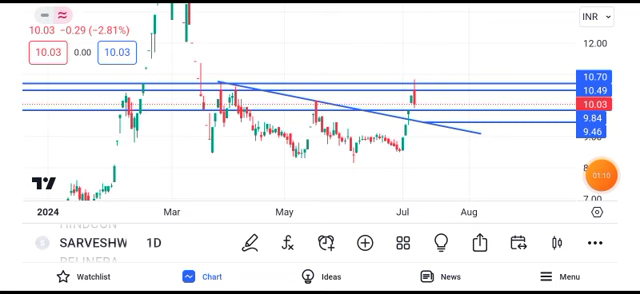 INR
10.03 −0.29 (−2.81%)
10.03 0.00 10.03
12.00
10.70
10.49
10.03
9.84
9.46
7.00
01:10
2024 Mar May Jul Aug
SARVESHW 1D
Watchlist Chart Ideas News Menu